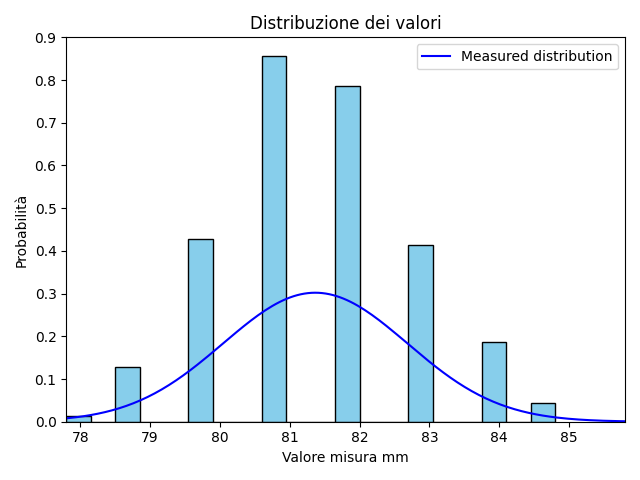 Distribuzione dei valori
Measured distribution
Probabilità
0.9
0.8
0.7
0.6
0.5
0.4
0.3
0.2
0.1
0.0
78 79 80 81 82 83 84 85
Valore misura mm